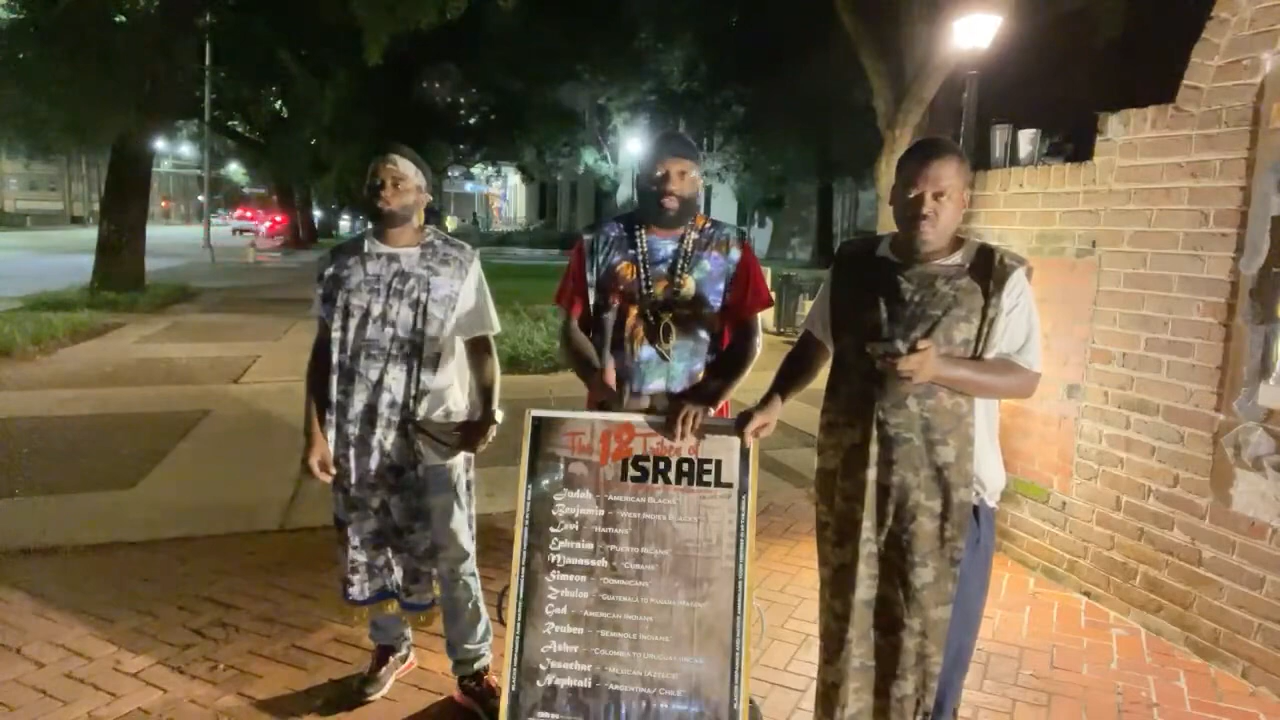 The 12 Tribes of
ISRAEL
Judah - "AMERICAN BLACKS"
Benjamin - "WEST INDIES BLACKS"
Levi - "HAITIANS"
Ephraim - "PUERTO RICANS"
Manasseh - "CUBANS"
Simeon - "DOMINICANS"
Zebulon - "GUATEMALA TO PANAMA
Gad - "AMERICAN INDIANS"
Reuben - "SEMINOLE INDIANS"
Asher - "COLOMBIA TO URUGUAY
Issachar - "MEXICAN (AZTECS)"
Naphtali - "ARGENTINA/ CHILE"